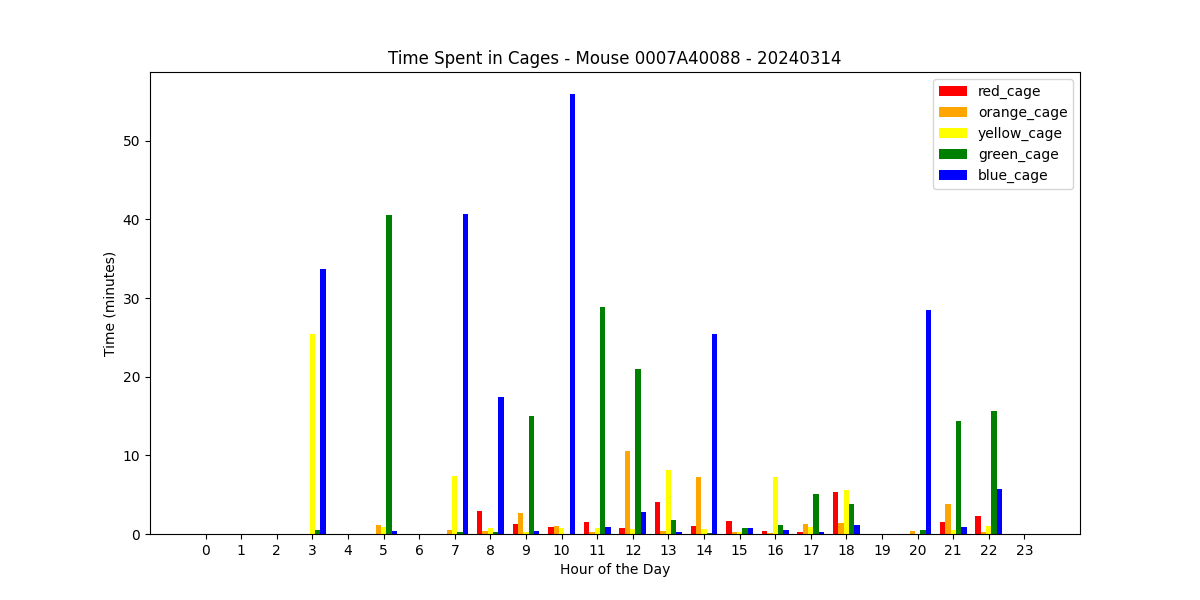 Time Spent in Cages - Mouse 0007A40088 - 20240314
red_cage
orange_cage
yellow_cage
green_cage
blue_cage
Time (minutes)
50
40
30
20
10
0
0 1 2 3 4 5 6 7 8 9 10 11 12 13 14 15 16 17 18 19 20 21 22 23
Hour of the Day